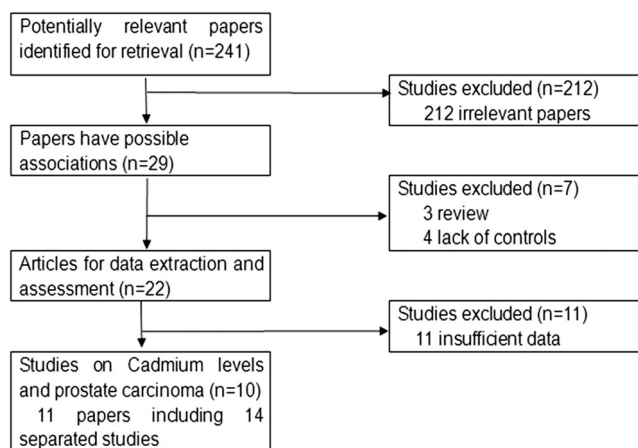 Potentially relevant papers
identified for retrieval (n=241)
Studies excluded (n=212)
212 irrelevant papers
Papers have possible
associations (n=29)
Studies excluded (n=7)
3 review
4 lack of controls
Articles for data extraction and
assessment (n=22)
Studies excluded (n=11)
11 insufficient data
Studies on Cadmium levels
and prostate carcinoma (n=10)
11 papers including 14
separated studies